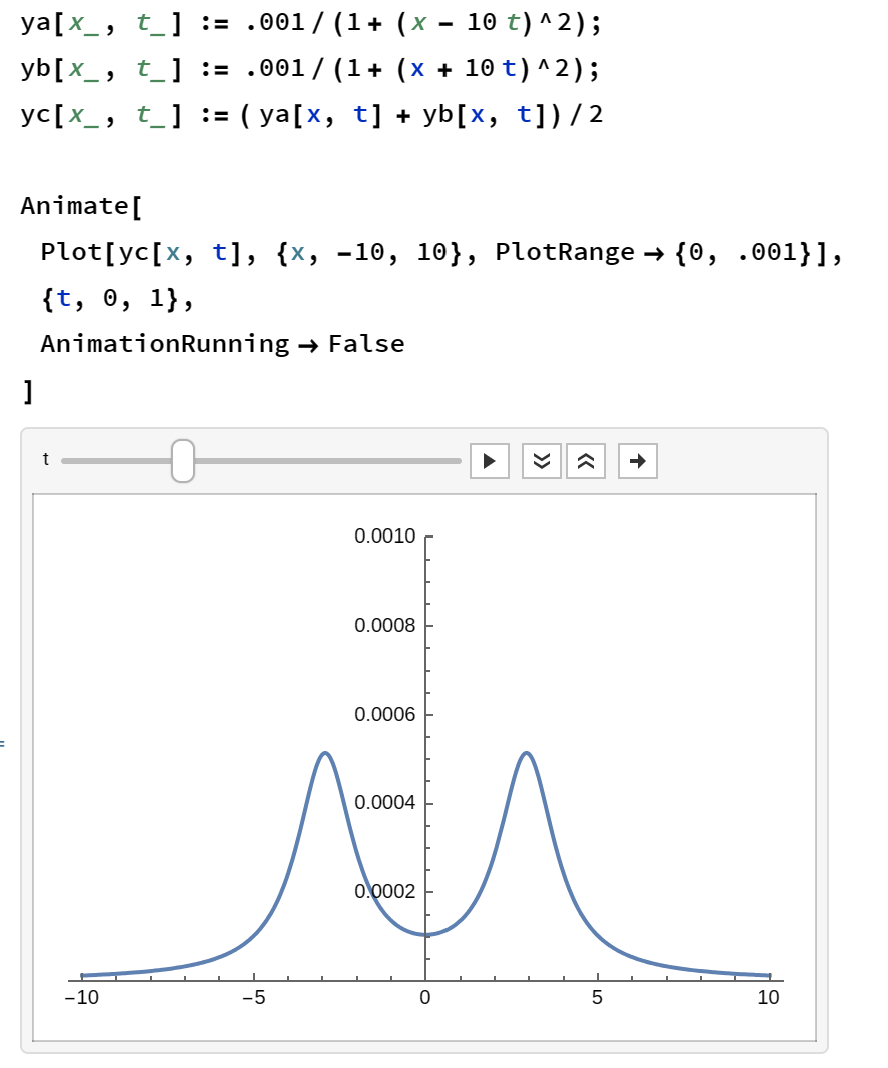 ya[x_, t_] := .001/(1+ (x − 10 t)^2);
yb[x_, t_] := .001/(1+ (x + 10 t)^2);
yc[x_, t_] := ( ya[x, t] + yb[x, t])/2
Animate[
Plot[yc[x, t], {x, −10, 10}, PlotRange → {0, .001}],
{t, 0, 1},
AnimationRunning → False
]
t
0.0010
0.0008
0.0006
=
0.0004
0.0002
−10 −5 0 5 10